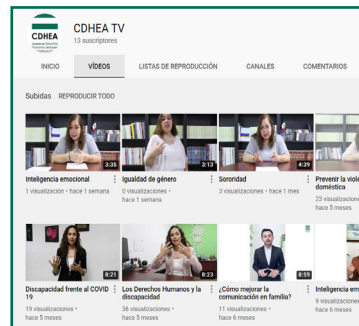 CDHEA
CDHEA TV
13 suscriptores
INICIO VÍDEOS LISTAS DE REPRODUCCIÓN CANALES COMENTARIOS
Subidas REPRODUCIR TODO
3:35 3:13 4:39
Inteligencia emocional Igualdad de género Sororidad Prevenir la viole
1 visualización • hace 1 semana 0 visualizaciones • 3 visualizaciones • hace 1 mes doméstica
hace 1 semana 23 visualizacione
hace 5 meses
8:21 8:23 8:59
Discapacidad frente al COVID Los Derechos Humanos y la ¿Cómo mejorar la Inteligencia em
19 discapacidad comunicación en familia? 9 visualizaciones
19 visualizaciones • 36 visualizaciones • 11 visualizaciones • hace 6 meses
hace 5 meses hace 5 meses hace 6 meses